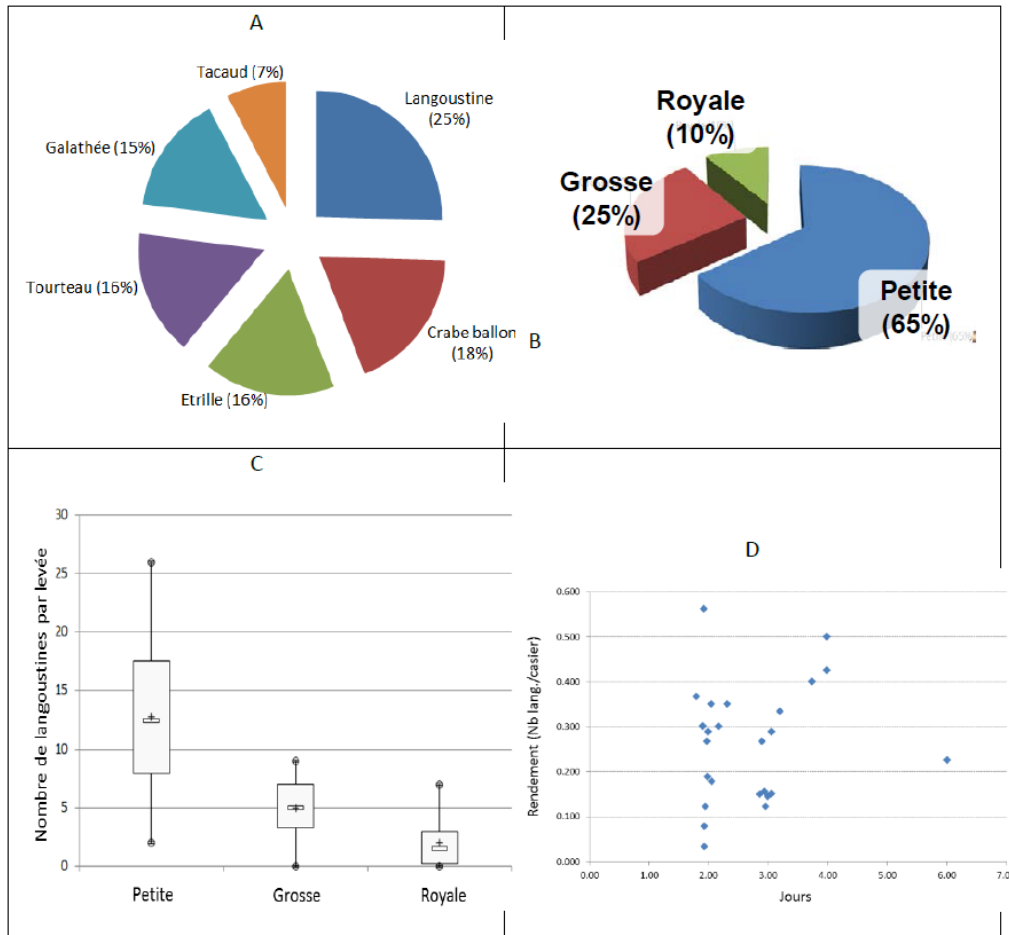 A
Tacaud (7%)
Langoustine
(25%)
Galathée (15%)
Tourteau (16%)
Crabe ballon
(18%)
Etrille (16%)
B
Royale
(10%)
Grosse
(25%)
Petite
(65%)
C
Nombre de langoustines par levée
30
25
20
15
10
5
0
Petite
Grosse
Royale
D
Rendement (Nb lang./casier)
0.600
0.500
0.400
0.300
0.200
0.100
0.000
0.00
1.00
2.00
3.00
4.00
5.00
6.00
Jours